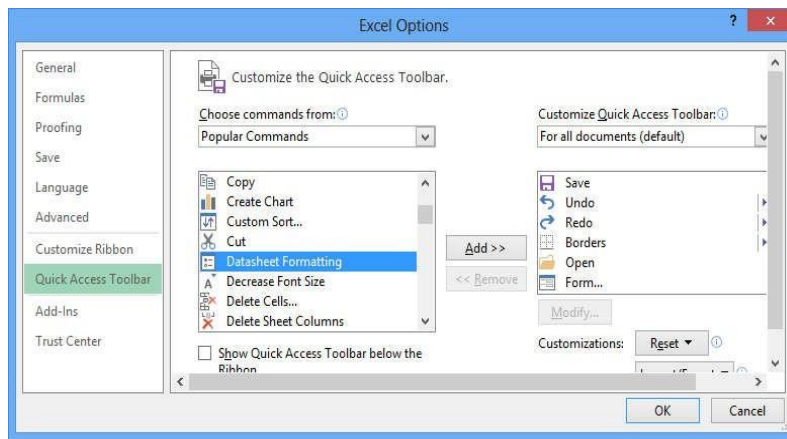 Excel Options
?
General
Formulas
Proofing
Save
Language
Advanced
Customize Ribbon
Quick Access Toolbar
Add-Ins
Trust Center
Customize the Quick Access Toolbar.
Choose commands from:
Popular Commands
Copy
Create Chart
Custom Sort...
Cut
Datasheet Formatting
Decrease Font Size
Delete Cells...
Delete Sheet Columns
Show Quick Access Toolbar below the
Ribbon
Add >>
<< Remove
Customize Quick Access Toolbar:
For all documents (default)
Save
Undo
Redo
Borders
Open
Form...
Modify...
Customizations:
Reset
OK
Cancel